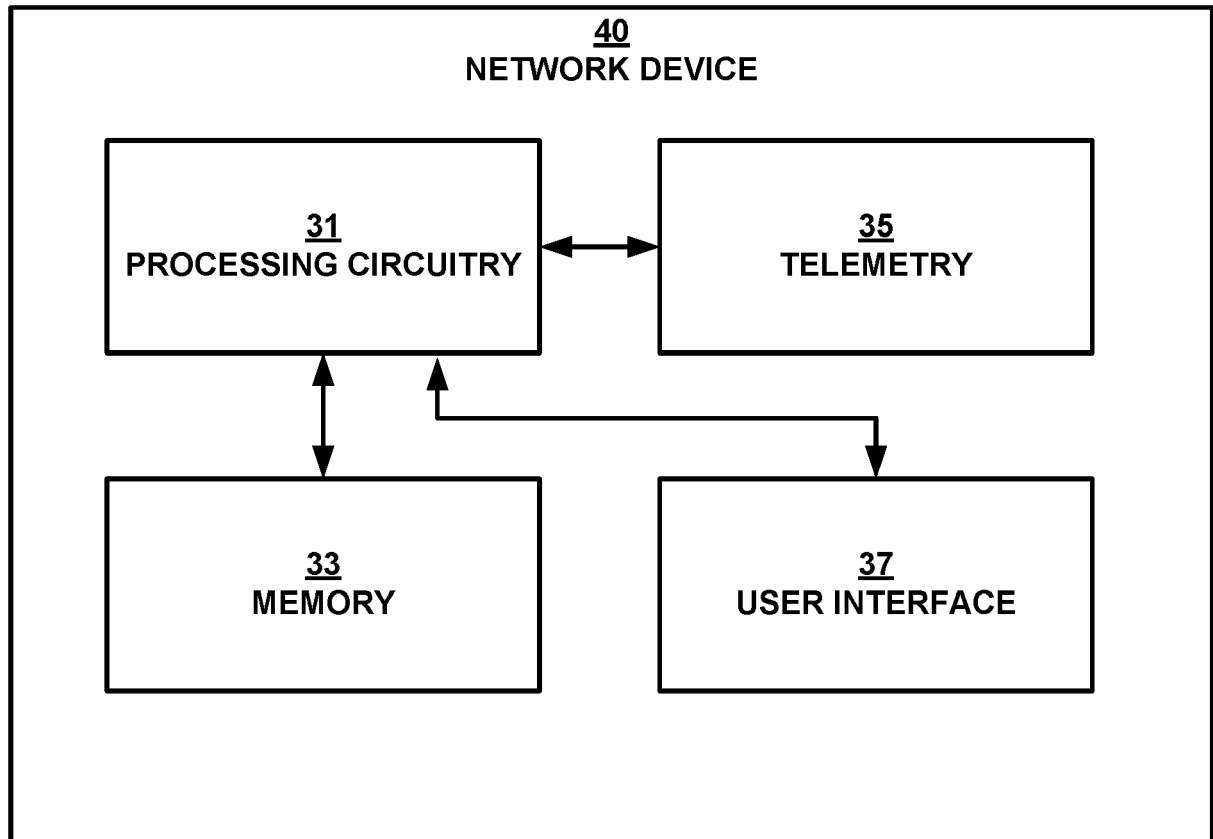 40
NETWORK DEVICE
31
PROCESSING CIRCUITRY
35
TELEMETRY
33
MEMORY
37
USER INTERFACE